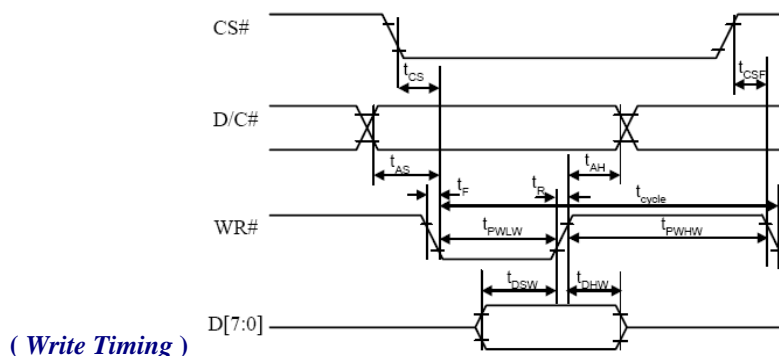 CS#
tCS
tCSF
D/C#
tAS
tF
tR
tAH
tcycle
WR#
tPWLW
tPWHW
tDSW
tDHW
D[7:0]
( Write Timing )